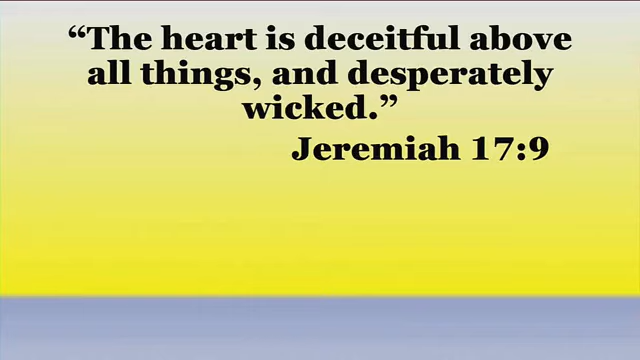 “The heart is deceitful above
all things, and desperately
wicked.”
Jeremiah 17:9